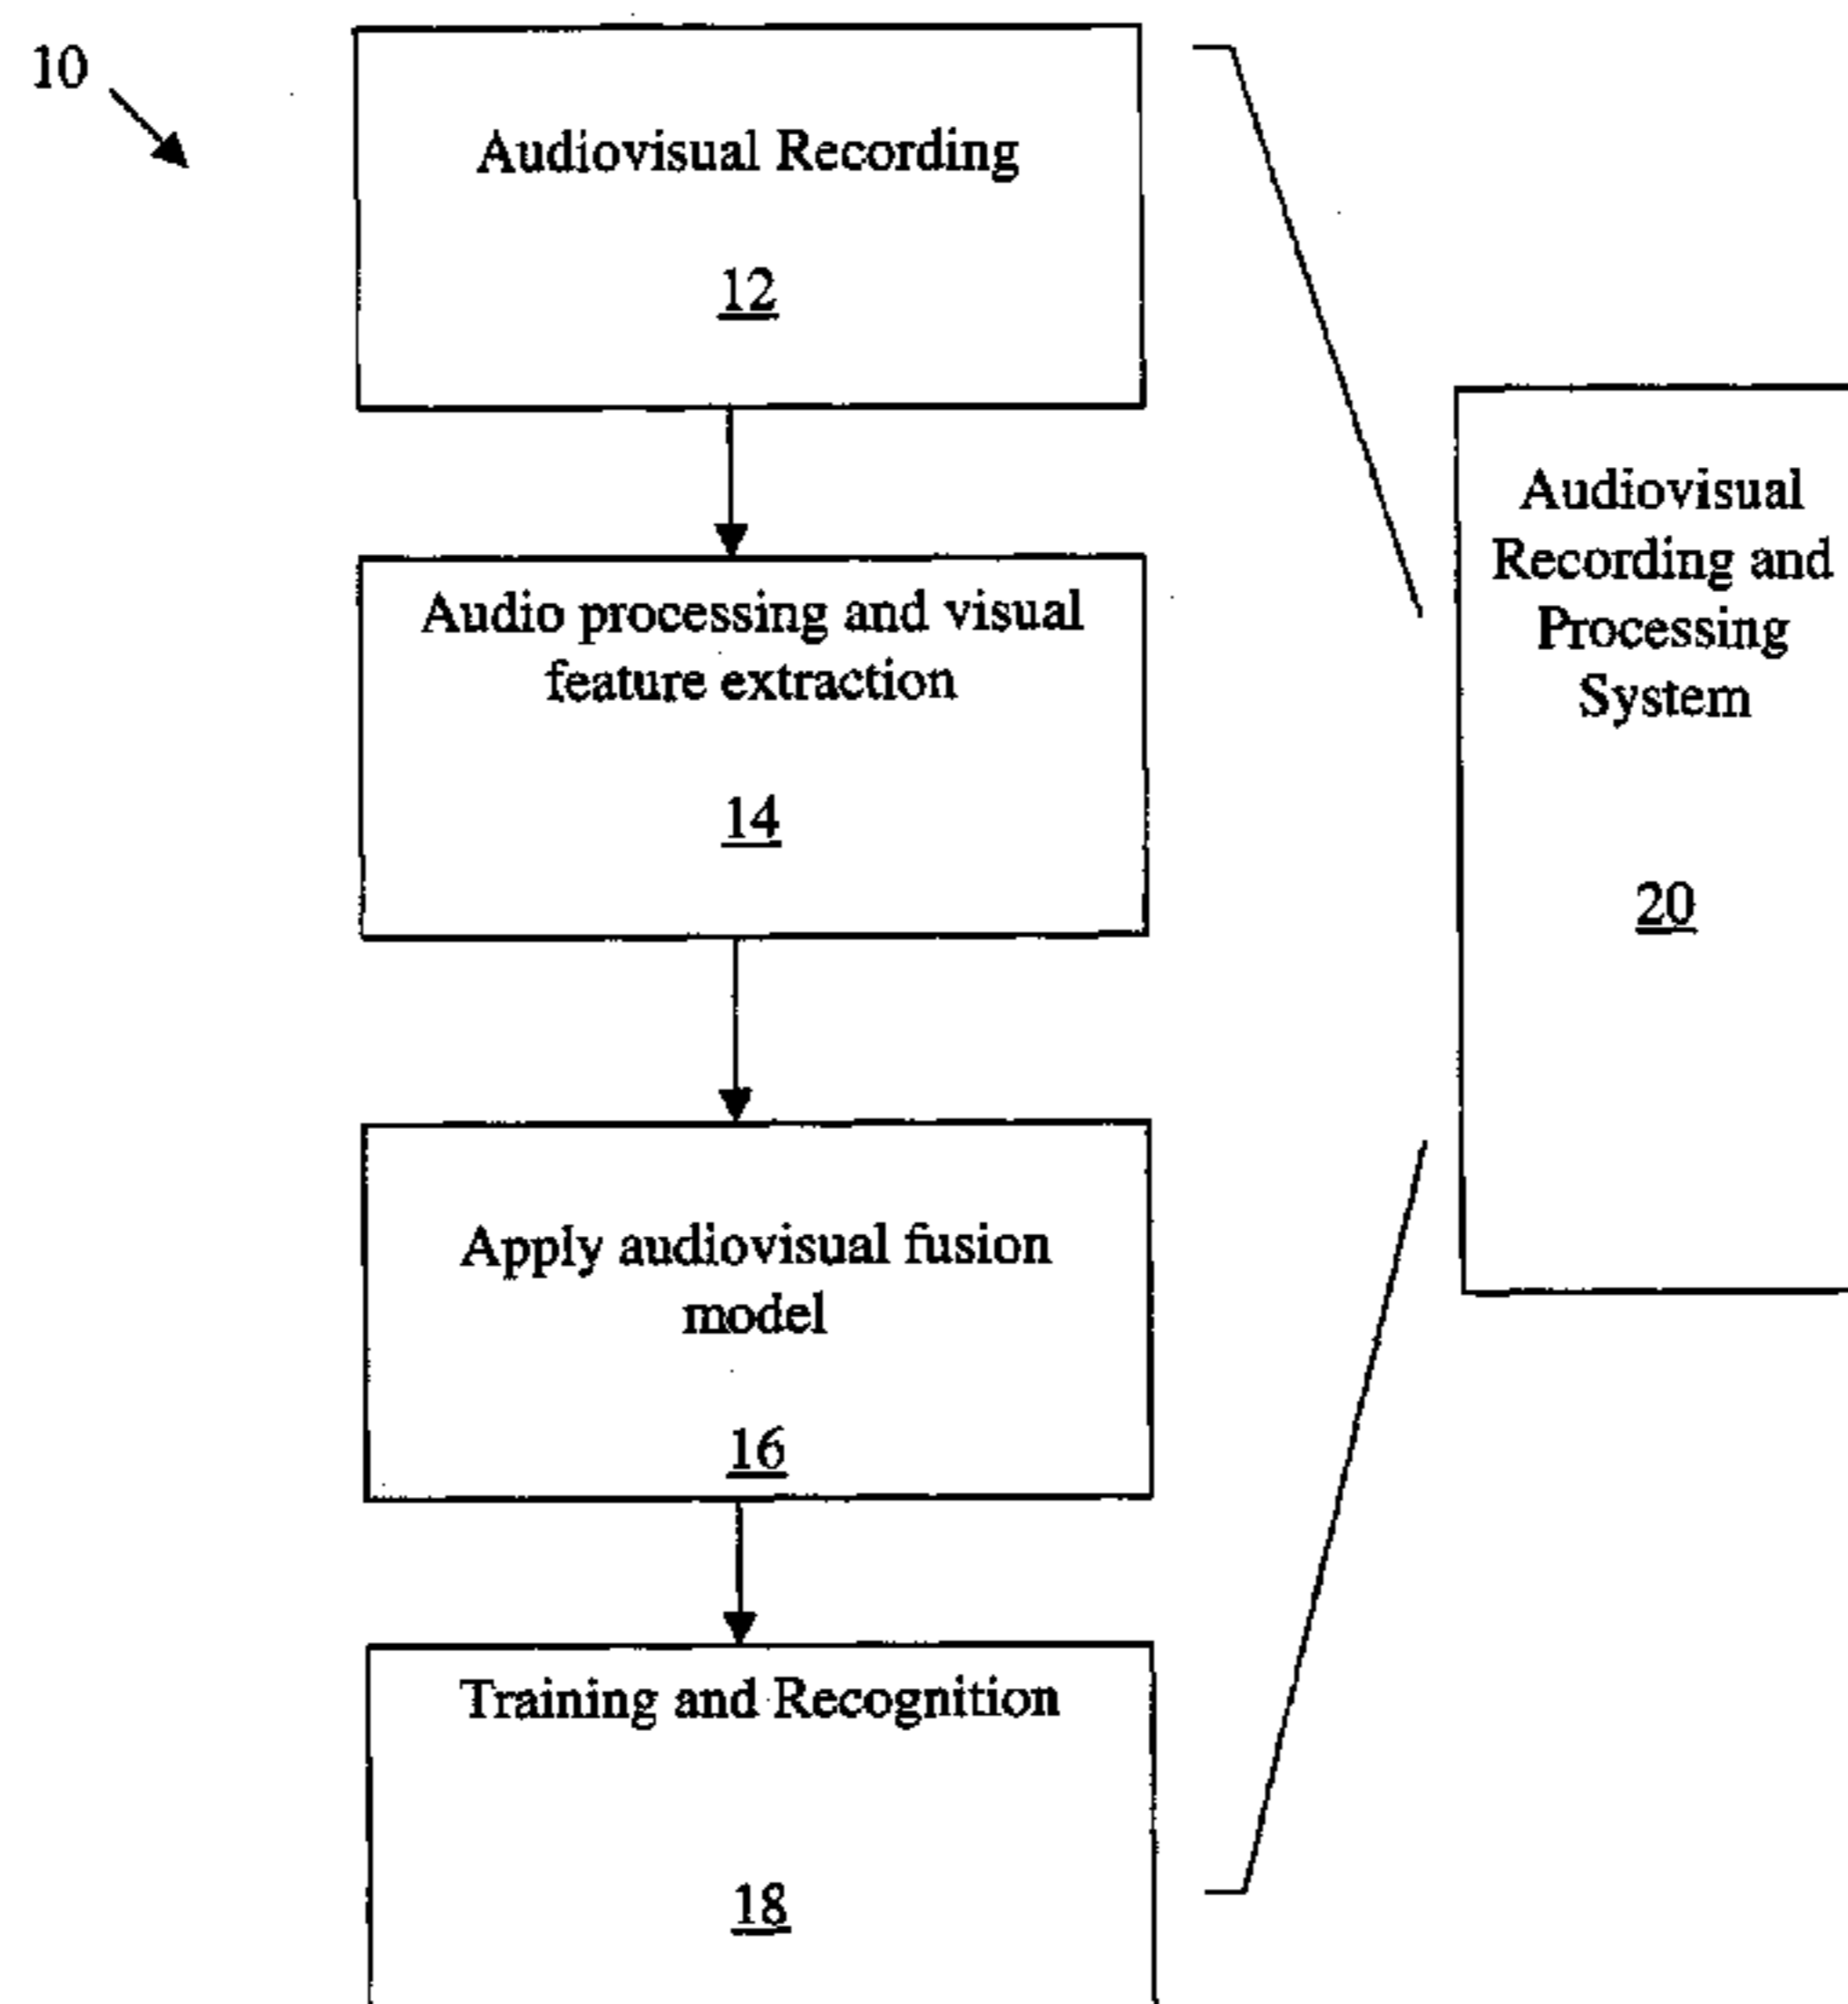 10
Audiovisual Recording
12
Audio processing and visual
feature extraction
14
Apply audiovisual fusion
model
16
Training and Recognition
18
Audiovisual
Recording and
Processing
System
20